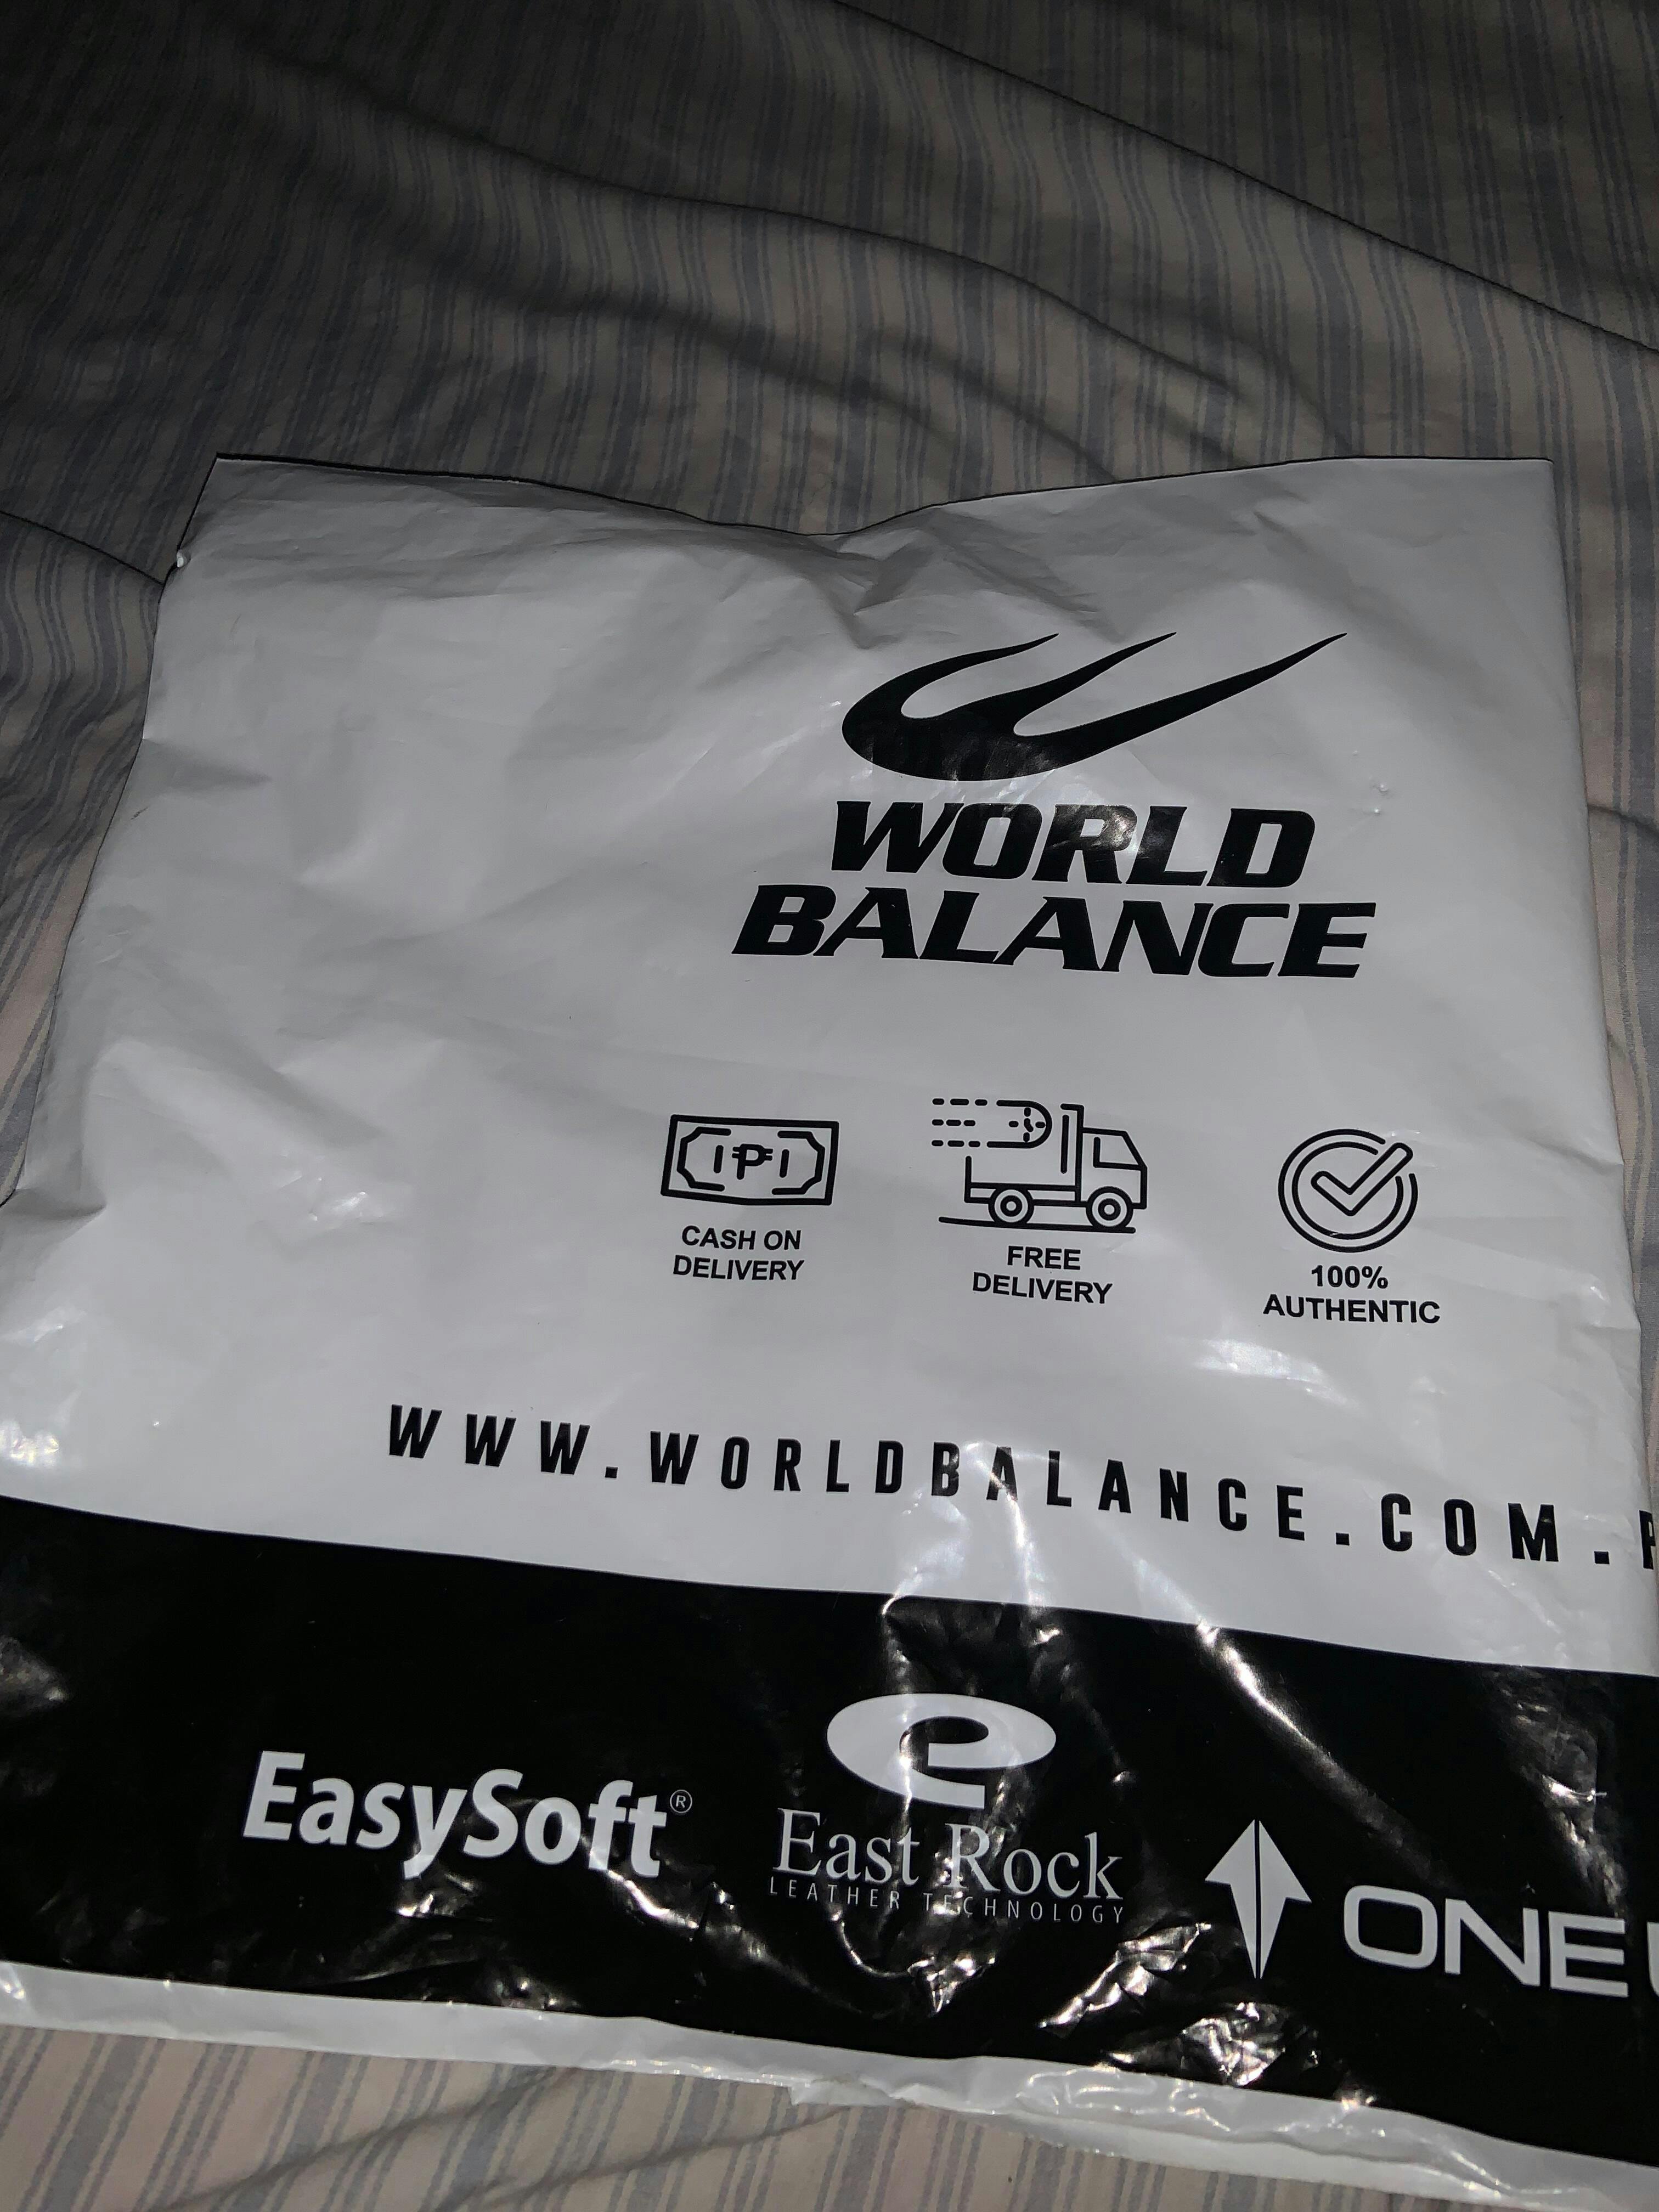 WORLD
BALANCE
CASH ON
DELIVERY
FREE
DELIVERY
100%
AUTHENTIC
WWW.WORLDBALANCE.COM.
EasySoft®
e
East Rock
LEATHER TECHNOLOGY
ONE